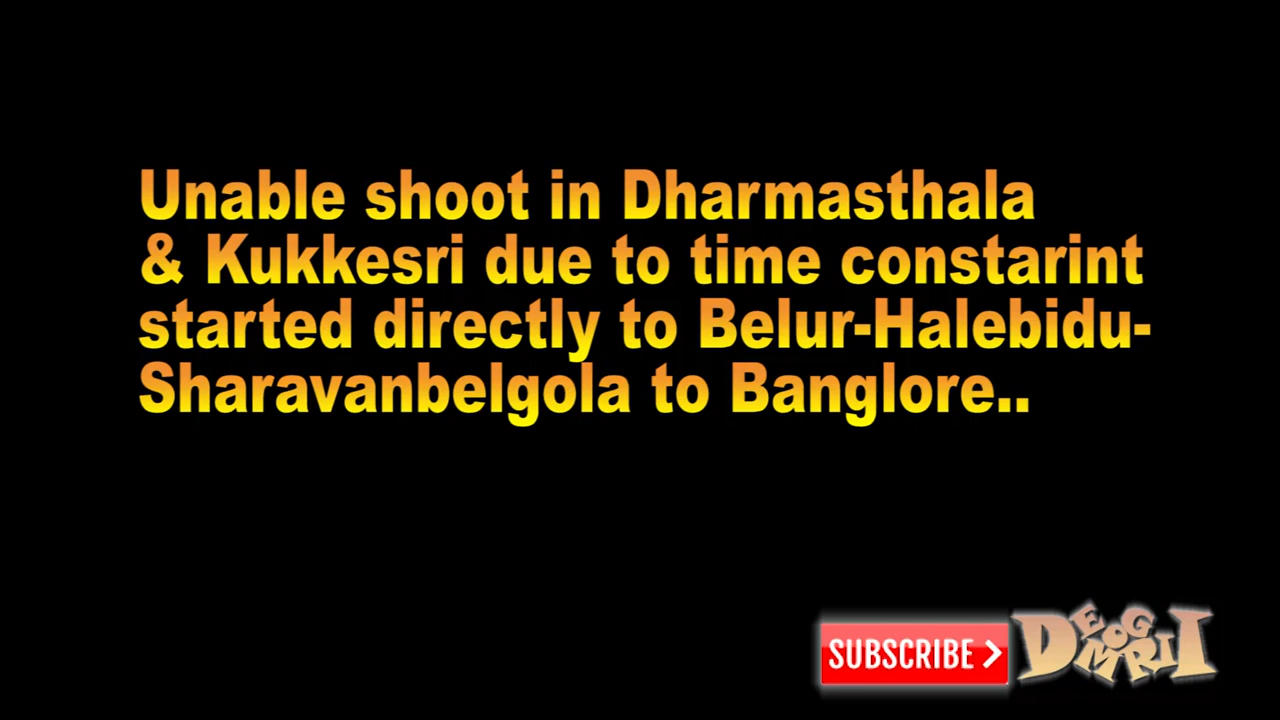 Unable shoot in Dharmasthala
& Kukkesri due to time constarint
started directly to Belur-Halebidu-
Sharavanbelgola to Banglore..
SUBSCRIBE >